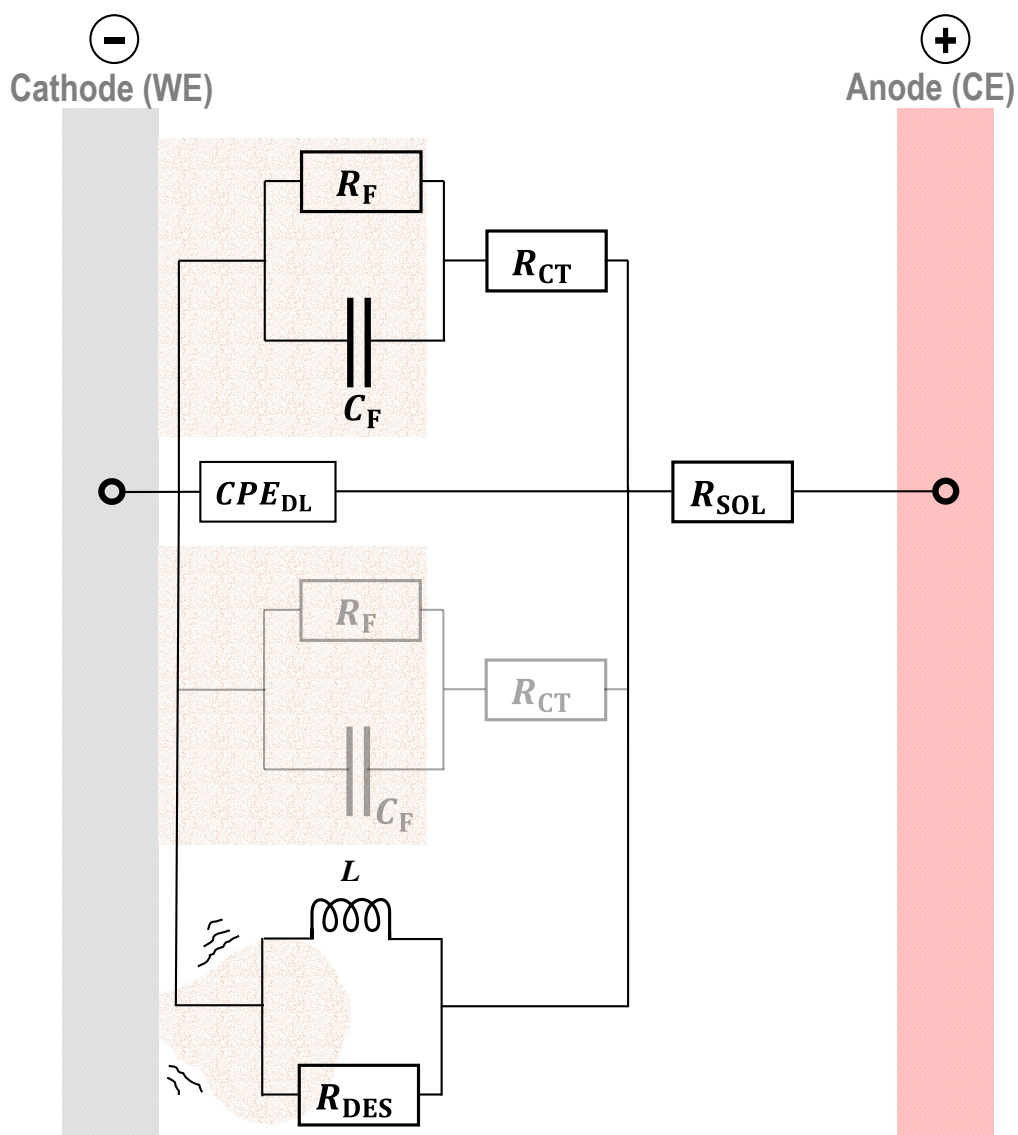 − +
Cathode (WE) Anode (CE)
R_F
R_CT
C_F
CPE_DL R_SOL
R_F
R_CT
C_F
L
R_DES